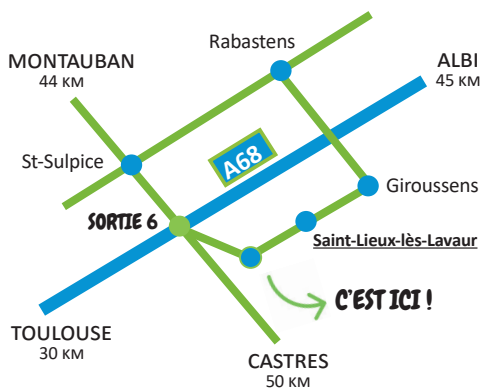 Rabastens
MONTAUBAN
44 KM
ALBI
45 KM
St-Sulpice
A68
Giroussens
SORTIE 6
Saint-Lieux-lès-Lavaur
C'EST ICI !
TOULOUSE
30 KM
CASTRES
50 KM